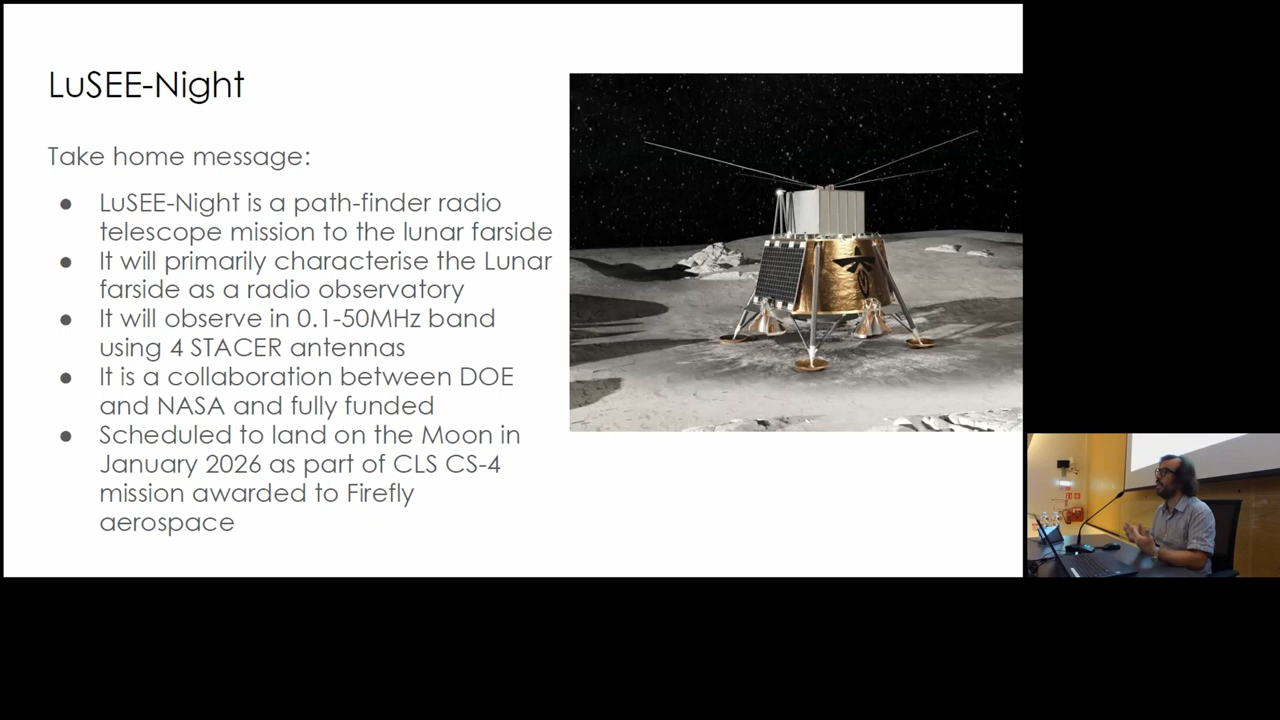 LuSEE-Night
Take home message:
● LuSEE-Night is a path-finder radio
telescope mission to the lunar farside
● It will primarily characterise the Lunar
farside as a radio observatory
● It will observe in 0.1-50MHz band
using 4 STACER antennas
● It is a collaboration between DOE
and NASA and fully funded
● Scheduled to land on the Moon in
January 2026 as part of CLS CS-4
mission awarded to Firefly
aerospace